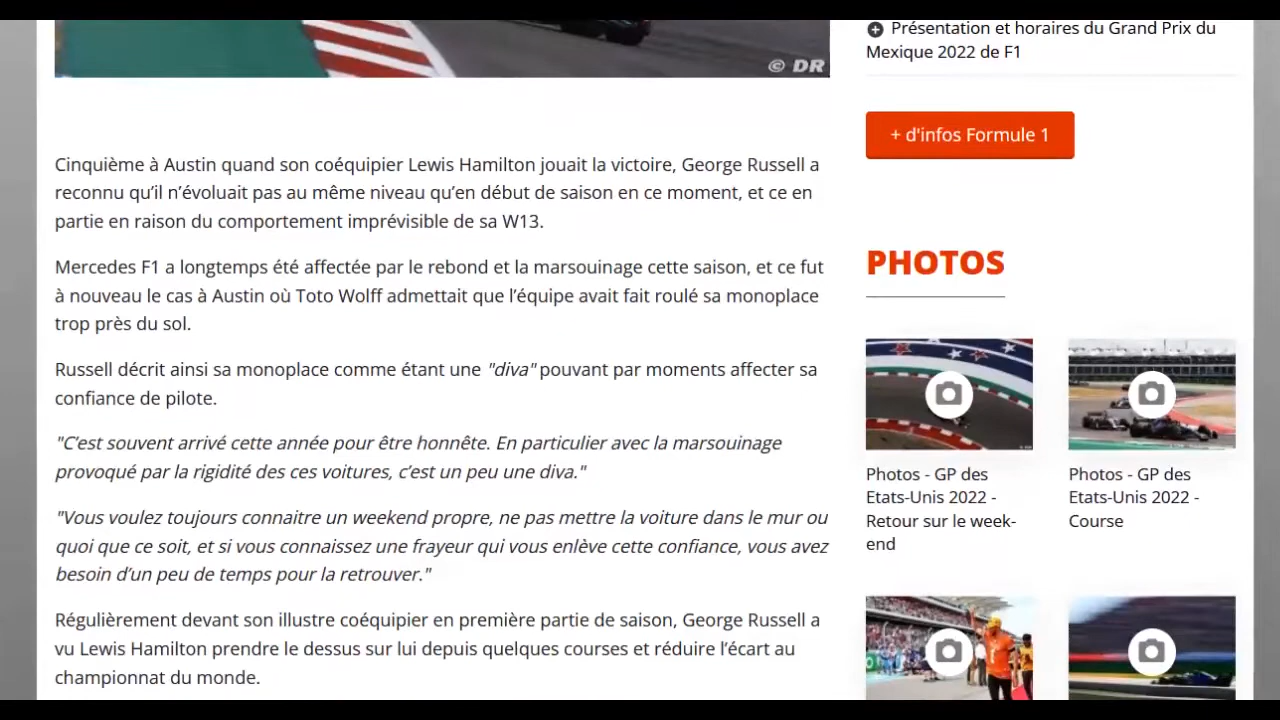 © DR
Cinquième à Austin quand son coéquipier Lewis Hamilton jouait la victoire, George Russell a
reconnu qu’il n’évoluait pas au même niveau qu’en début de saison en ce moment, et ce en
partie en raison du comportement imprévisible de sa W13.
Mercedes F1 a longtemps été affectée par le rebond et la marsouinage cette saison, et ce fut
à nouveau le cas à Austin où Toto Wolff admettait que l’équipe avait fait roulé sa monoplace
trop près du sol.
Russell décrit ainsi sa monoplace comme étant une "diva" pouvant par moments affecter sa
confiance de pilote.
"C’est souvent arrivé cette année pour être honnête. En particulier avec la marsouinage
provoqué par la rigidité des ces voitures, c’est un peu une diva."
"Vous voulez toujours connaitre un weekend propre, ne pas mettre la voiture dans le mur ou
quoi que ce soit, et si vous connaissez une frayeur qui vous enlève cette confiance, vous avez
besoin d’un peu de temps pour la retrouver."
Régulièrement devant son illustre coéquipier en première partie de saison, George Russell a
vu Lewis Hamilton prendre le dessus sur lui depuis quelques courses et réduire l’écart au
championnat du monde.
Présentation et horaires du Grand Prix du
Mexique 2022 de F1
+ d'infos Formule 1
PHOTOS
Photos - GP des
Etats-Unis 2022 -
Retour sur le week-
end
Photos - GP des
Etats-Unis 2022 -
Course